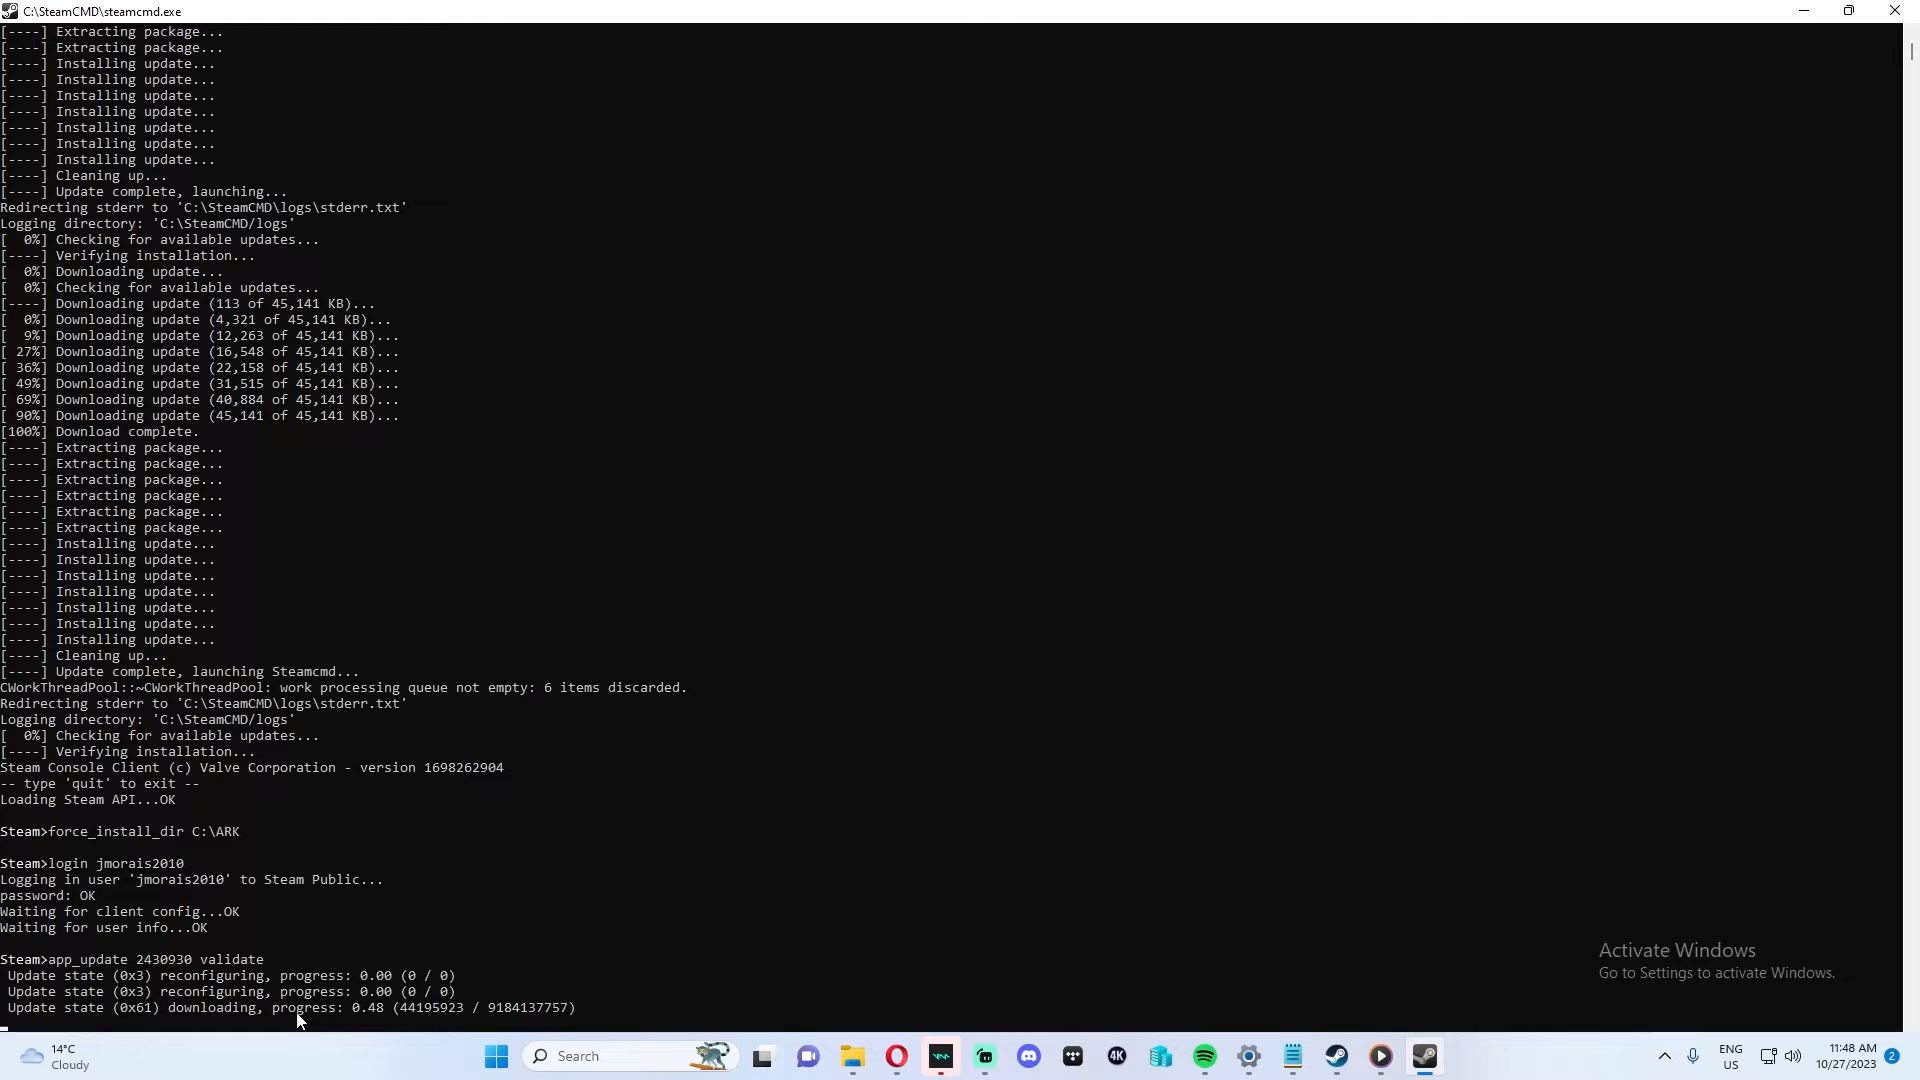 C:\SteamCMD\steamcmd.exe
[----] Extracting package...
[----] Extracting package...
[----] Installing update...
[----] Installing update...
[----] Installing update...
[----] Installing update...
[----] Installing update...
[----] Installing update...
[----] Installing update...
[----] Cleaning up...
[----] Update complete, launching...
Redirecting stderr to 'C:\SteamCMD\logs\stderr.txt'
Logging directory: 'C:\SteamCMD/logs'
[  0%] Checking for available updates...
[----] Verifying installation...
[  0%] Downloading update...
[  0%] Checking for available updates...
[----] Downloading update (113 of 45,141 KB)...
[  0%] Downloading update (4,321 of 45,141 KB)...
[  9%] Downloading update (12,263 of 45,141 KB)...
[ 27%] Downloading update (16,548 of 45,141 KB)...
[ 36%] Downloading update (22,158 of 45,141 KB)...
[ 49%] Downloading update (31,515 of 45,141 KB)...
[ 69%] Downloading update (40,884 of 45,141 KB)...
[ 90%] Downloading update (45,141 of 45,141 KB)...
[100%] Download complete.
[----] Extracting package...
[----] Extracting package...
[----] Extracting package...
[----] Extracting package...
[----] Extracting package...
[----] Extracting package...
[----] Installing update...
[----] Installing update...
[----] Installing update...
[----] Installing update...
[----] Installing update...
[----] Installing update...
[----] Installing update...
[----] Cleaning up...
[----] Update complete, launching Steamcmd...
CWorkThreadPool::~CWorkThreadPool: work processing queue not empty: 6 items discarded.
Redirecting stderr to 'C:\SteamCMD\logs\stderr.txt'
Logging directory: 'C:\SteamCMD/logs'
[  0%] Checking for available updates...
[----] Verifying installation...
Steam Console Client (c) Valve Corporation - version 1698262904
-- type 'quit' to exit --
Loading Steam API...OK
Steam>force_install_dir C:\ARK
Steam>login jmorais2010
Logging in user 'jmorais2010' to Steam Public...
password: OK
Waiting for client config...OK
Waiting for user info...OK
Steam>app_update 2430930 validate
Update state (0x3) reconfiguring, progress: 0.00 (0 / 0)
Update state (0x3) reconfiguring, progress: 0.00 (0 / 0)
Update state (0x61) downloading, progress: 0.48 (44195923 / 9184137757)
Activate Windows
Go to Settings to activate Windows.
14°C
Cloudy
Search
4K
ENG
US
11:48 AM
10/27/2023
2